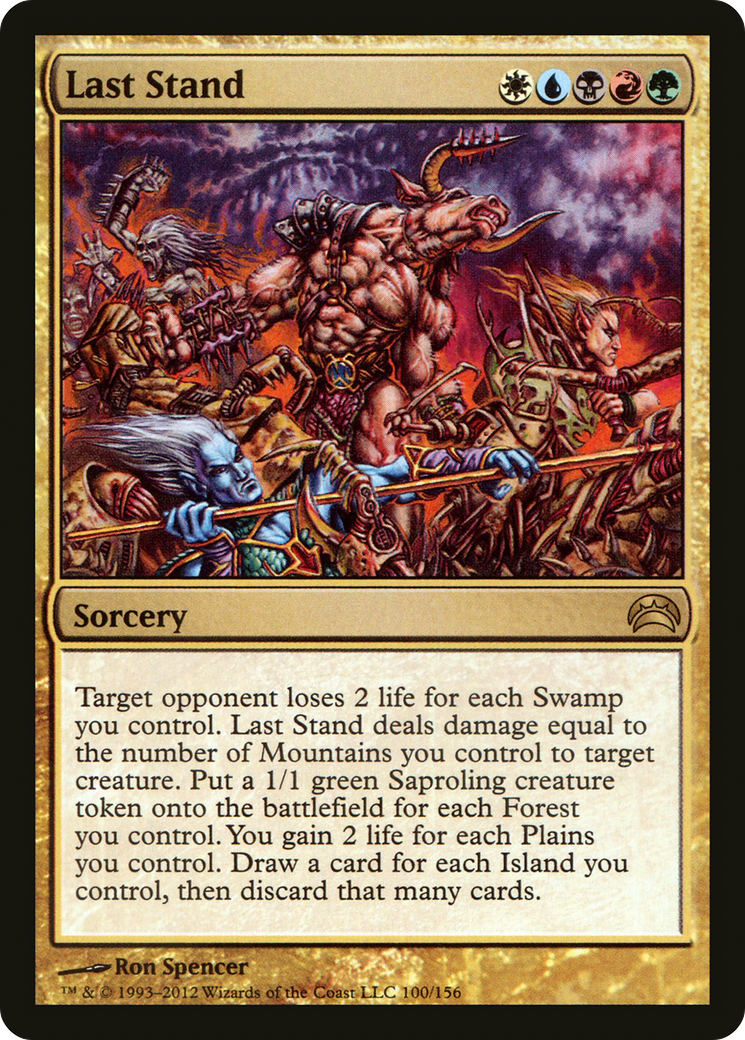 Last Stand
Sorcery
Target opponent loses 2 life for each Swamp
you control. Last Stand deals damage equal to
the number of Mountains you control to target
creature. Put a 1/1 green Saproling creature
token onto the battlefield for each Forest
you control. You gain 2 life for each Plains
you control. Draw a card for each Island you
control, then discard that many cards.
Ron Spencer
™ & © 1993–2012 Wizards of the Coast LLC 100/156